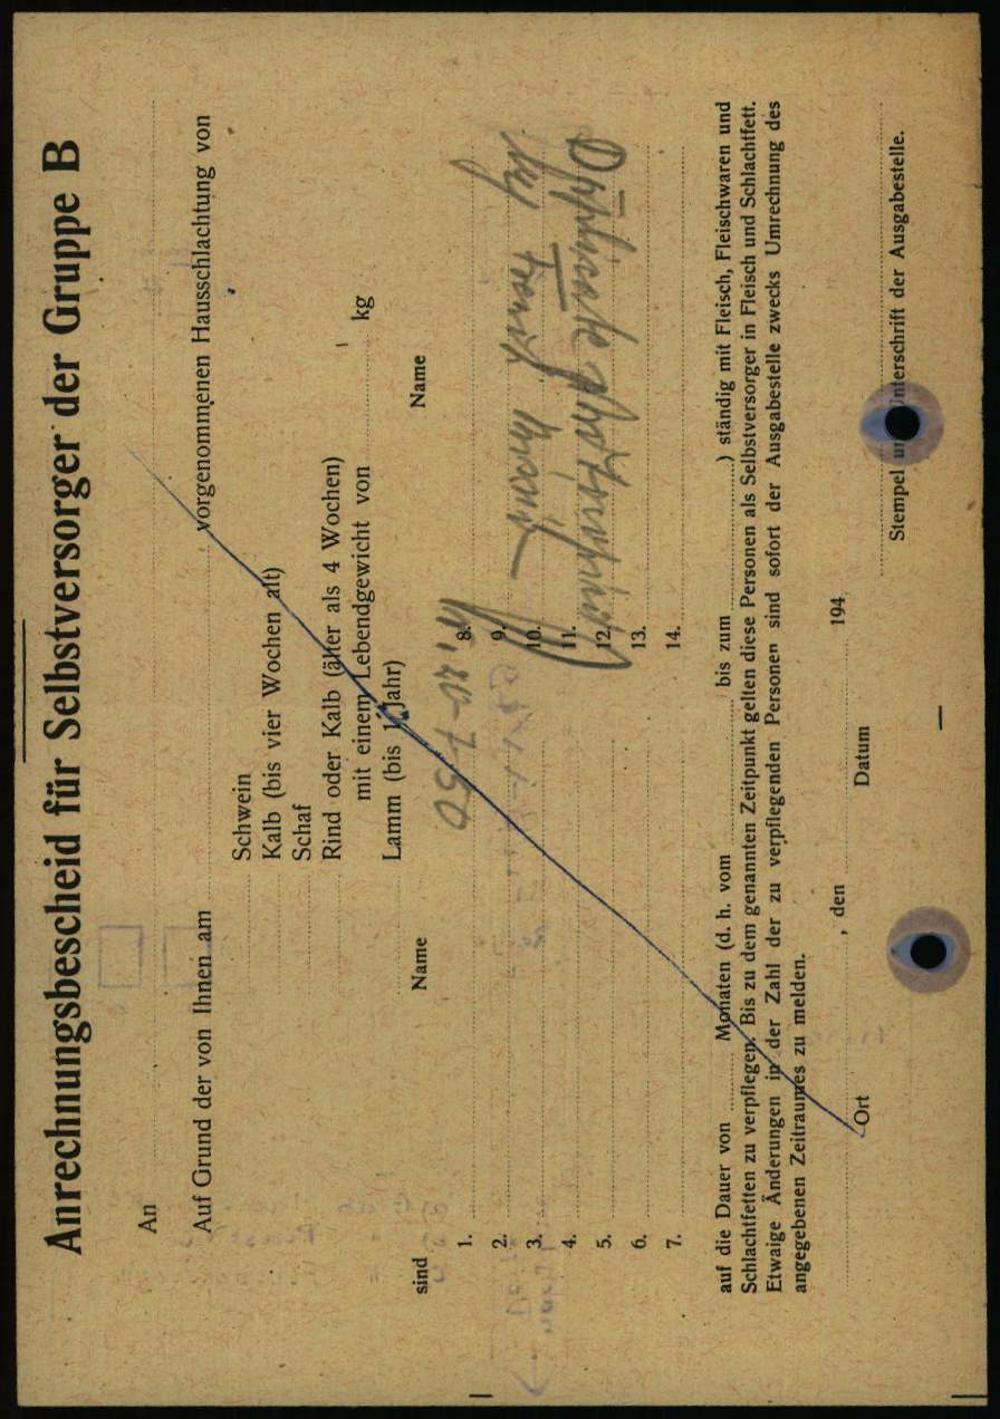 Anrechnungsbescheid für Selbstversorger der Gruppe B
An
Auf Grund der von Ihnen am vorgenommenen Hausschlachtung von
Schwein
Kalb (bis vier Wochen alt)
Schaf
Rind oder Kalb (älter als 4 Wochen)
mit einem Lebendgewicht von kg
Lamm (bis 1 Jahr)
sind Name Name
1. 8.
2. 9.
3. 10.
4. 11.
5. 12.
6. 13.
7. 14.
auf die Dauer von Monaten (d. h. vom bis zum ) ständig mit Fleisch, Fleischwaren und
Schlachtfetten zu verpflegen. Bis zu dem genannten Zeitpunkt gelten diese Personen als Selbstversorger in Fleisch und Schlachtfett.
Etwaige Änderungen in der Zahl der zu verpflegenden Personen sind sofort der Ausgabestelle zwecks Umrechnung des
angegebenen Zeitraumes zu melden.
, den 194
Ort Datum Stempel und Unterschrift der Ausgabestelle.